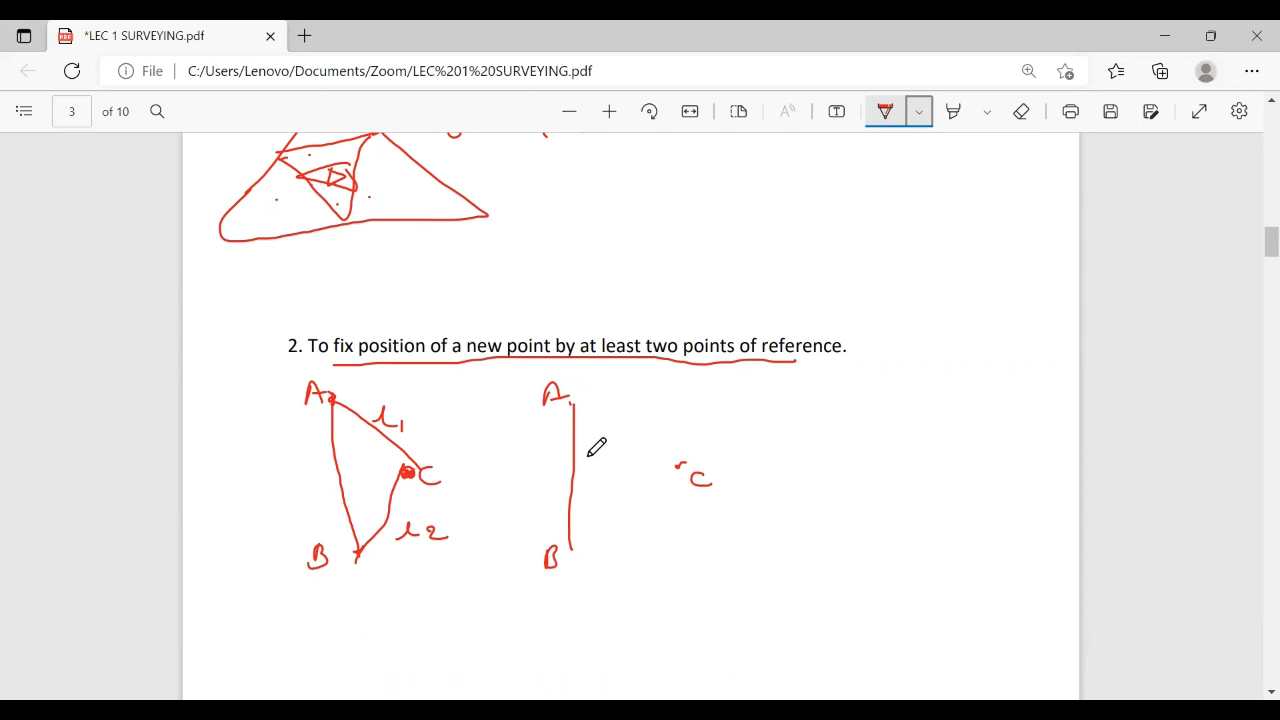 *LEC 1 SURVEYING.pdf
File
C:/Users/Lenovo/Documents/Zoom/LEC%201%20SURVEYING.pdf
3 of 10
2. To fix position of a new point by at least two points of reference.
A A
l1
C C
l2
B B